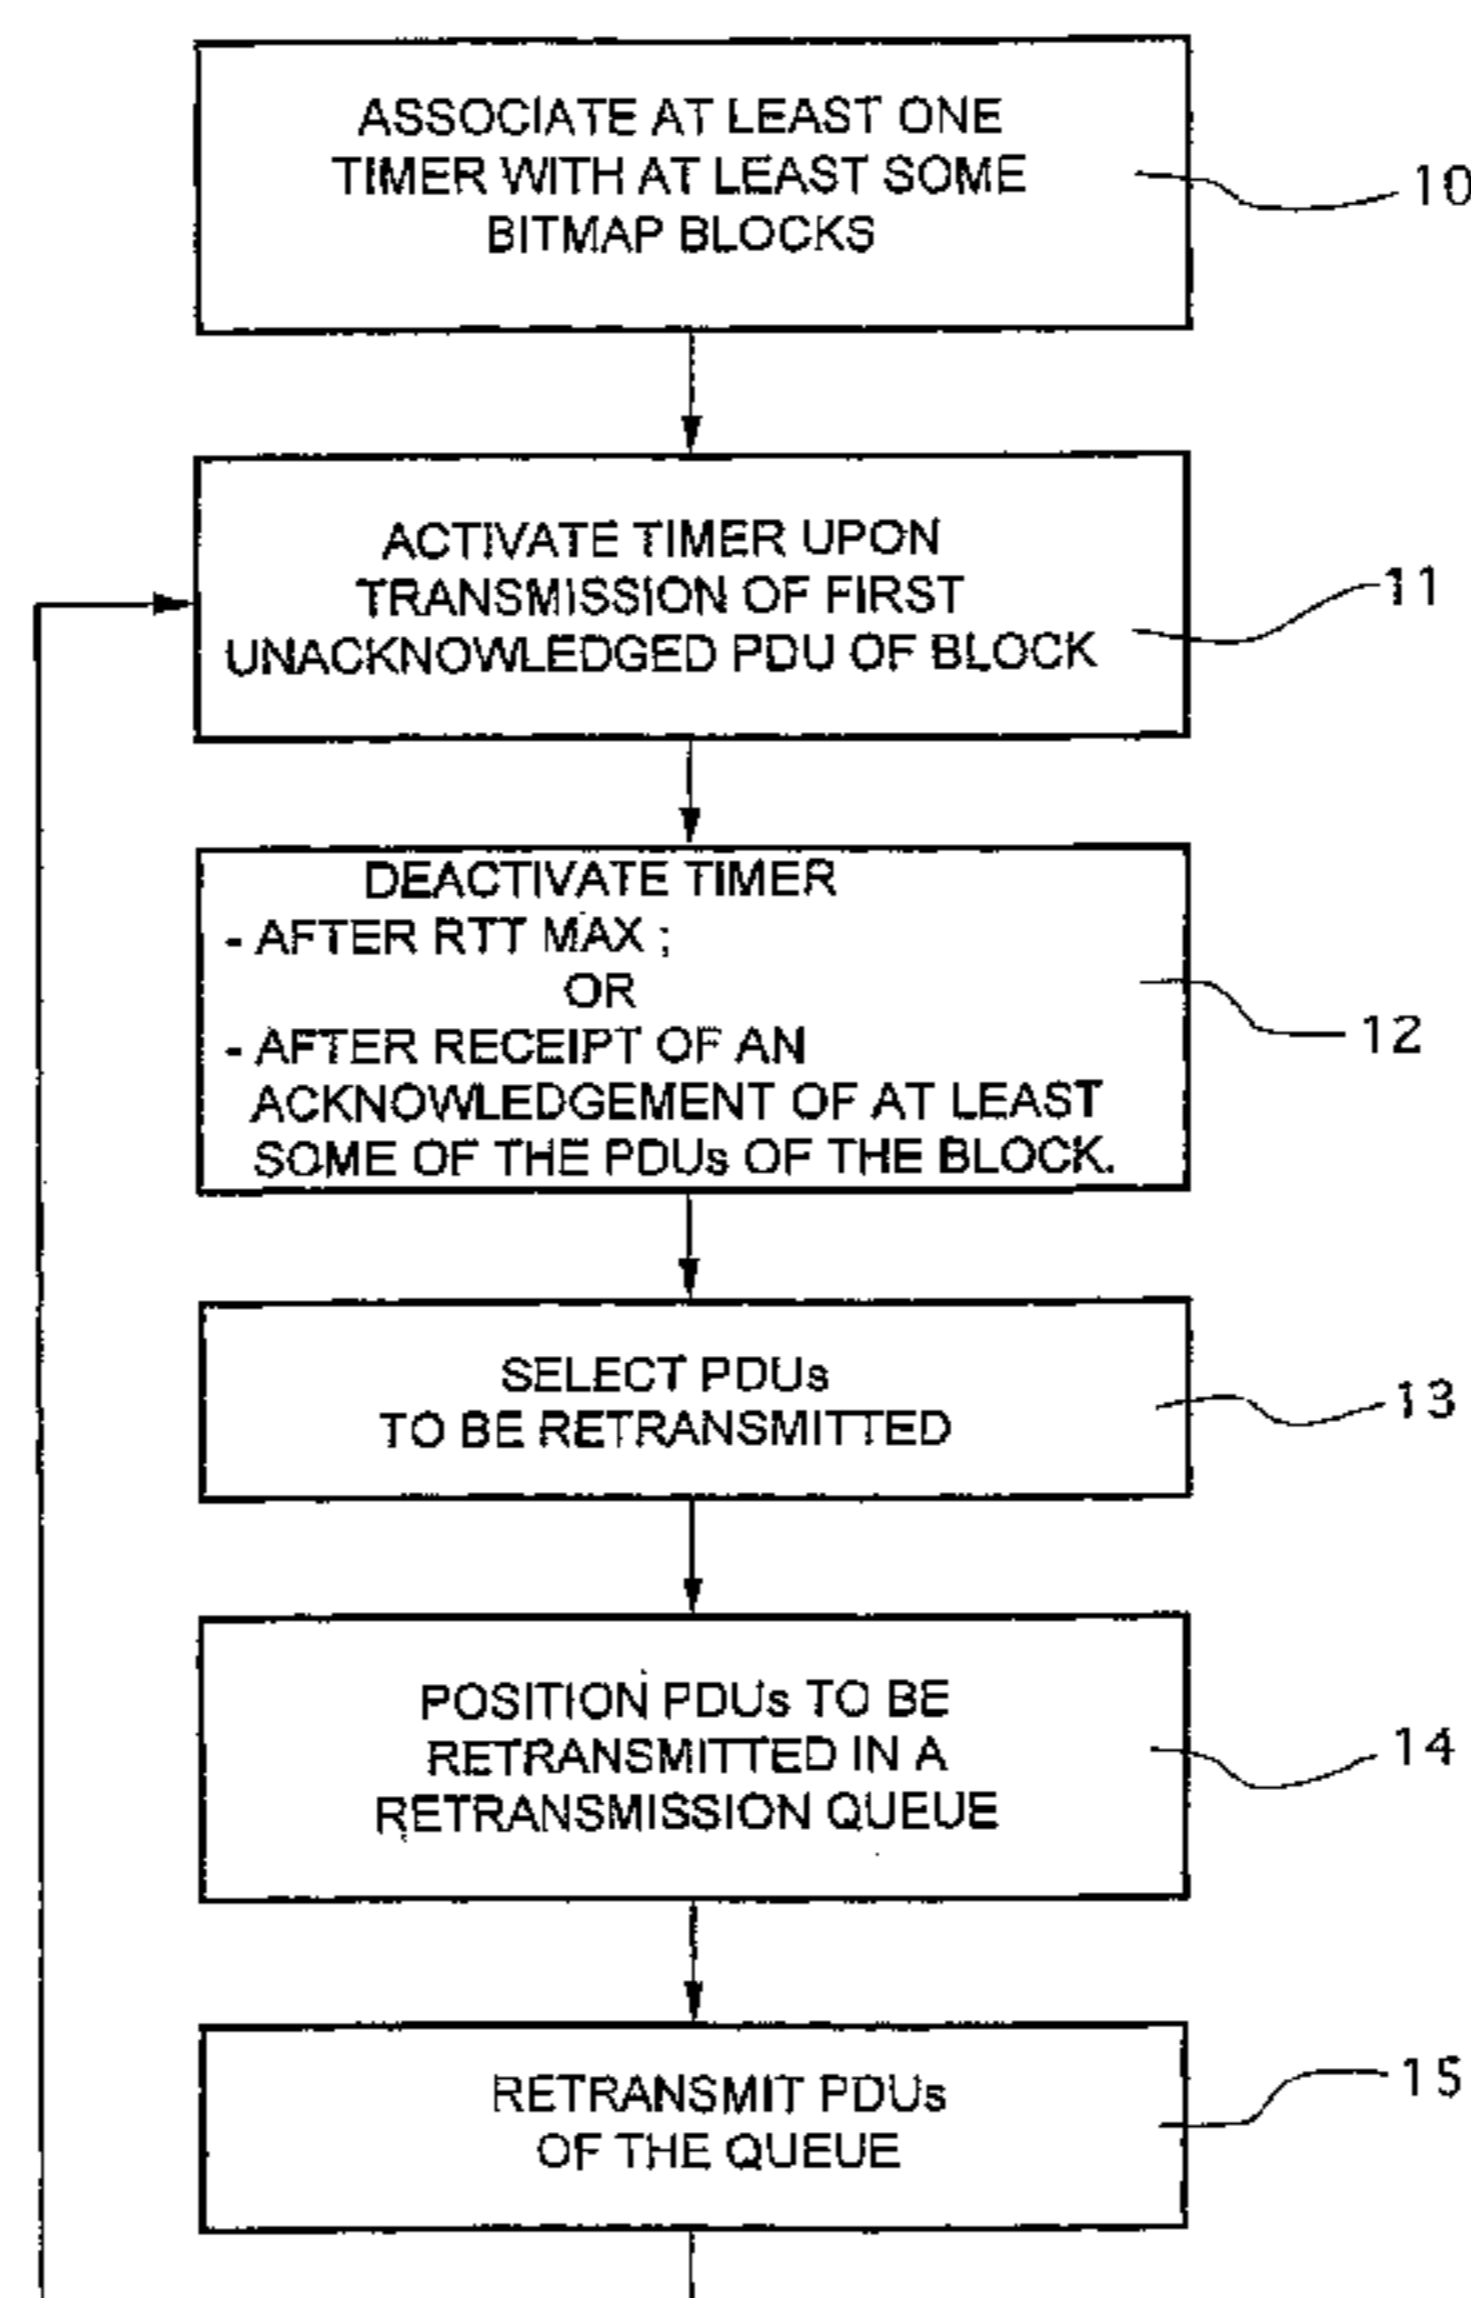 ASSOCIATE AT LEAST ONE
TIMER WITH AT LEAST SOME
BITMAP BLOCKS
10
ACTIVATE TIMER UPON
TRANSMISSION OF FIRST
UNACKNOWLEDGED PDU OF BLOCK
11
DEACTIVATE TIMER
- AFTER RTT MAX ;
OR
- AFTER RECEIPT OF AN
ACKNOWLEDGEMENT OF AT LEAST
SOME OF THE PDUs OF THE BLOCK.
12
SELECT PDUs
TO BE RETRANSMITTED
13
POSITION PDUs TO BE
RETRANSMITTED IN A
RETRANSMISSION QUEUE
14
RETRANSMIT PDUs
OF THE QUEUE
15